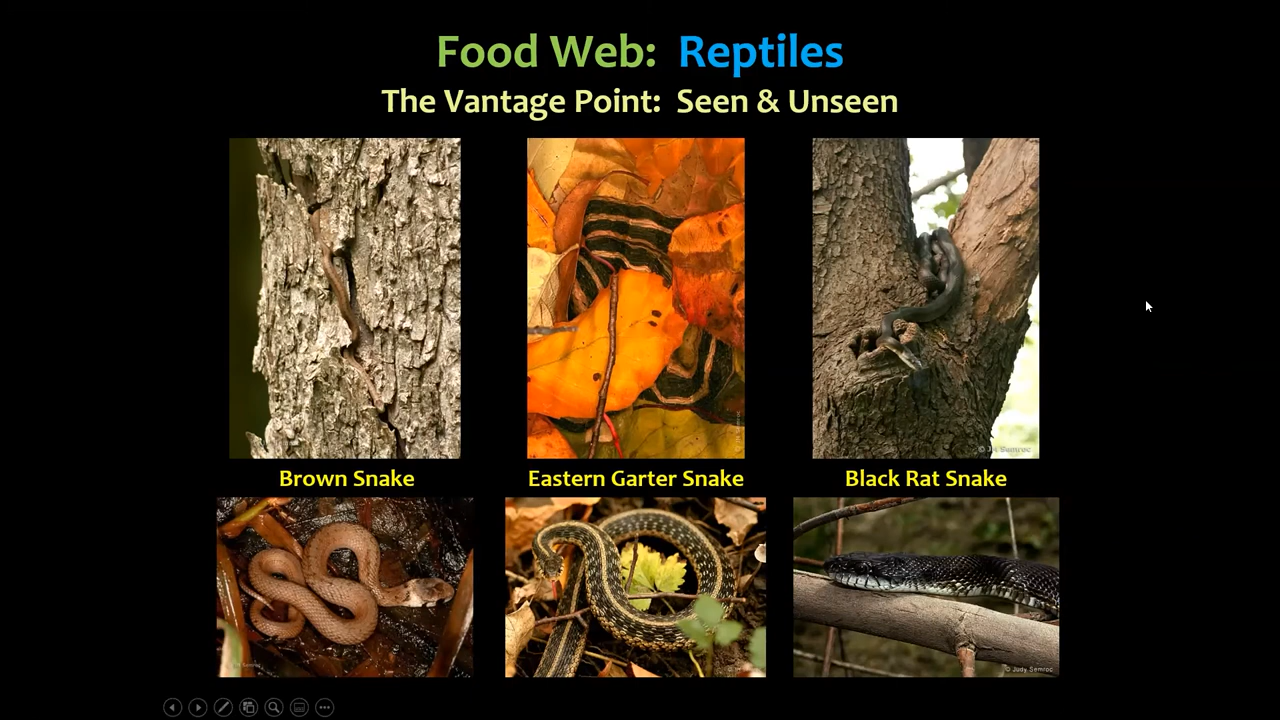 Food Web: Reptiles
The Vantage Point: Seen & Unseen
Brown Snake
Eastern Garter Snake
Black Rat Snake
© Judy Semroc